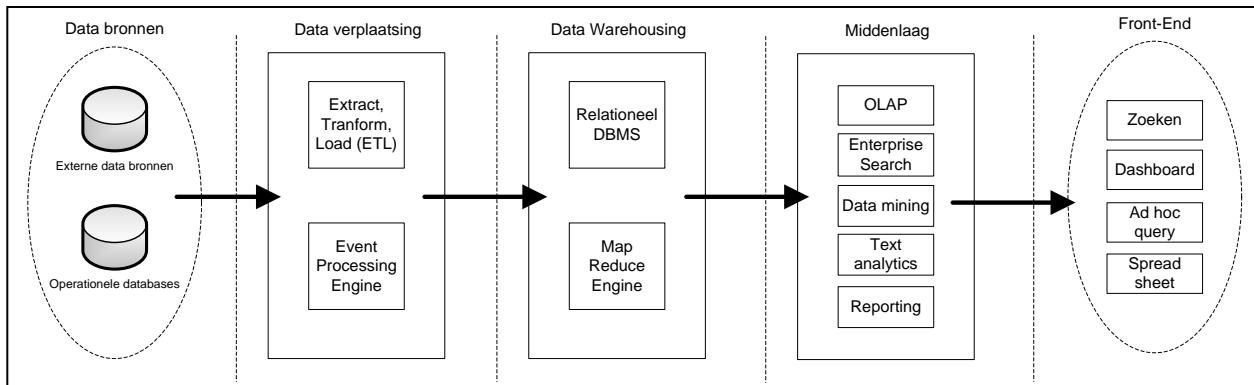 Data bronnen
Externe data bronnen
Operationele databases
Data verplaatsing
Extract,
Tranform,
Load (ETL)
Event
Processing
Engine
Data Warehousing
Relationeel
DBMS
Map
Reduce
Engine
Middenlaag
OLAP
Enterprise
Search
Data mining
Text
analytics
Reporting
Front-End
Zoeken
Dashboard
Ad hoc
query
Spread
sheet